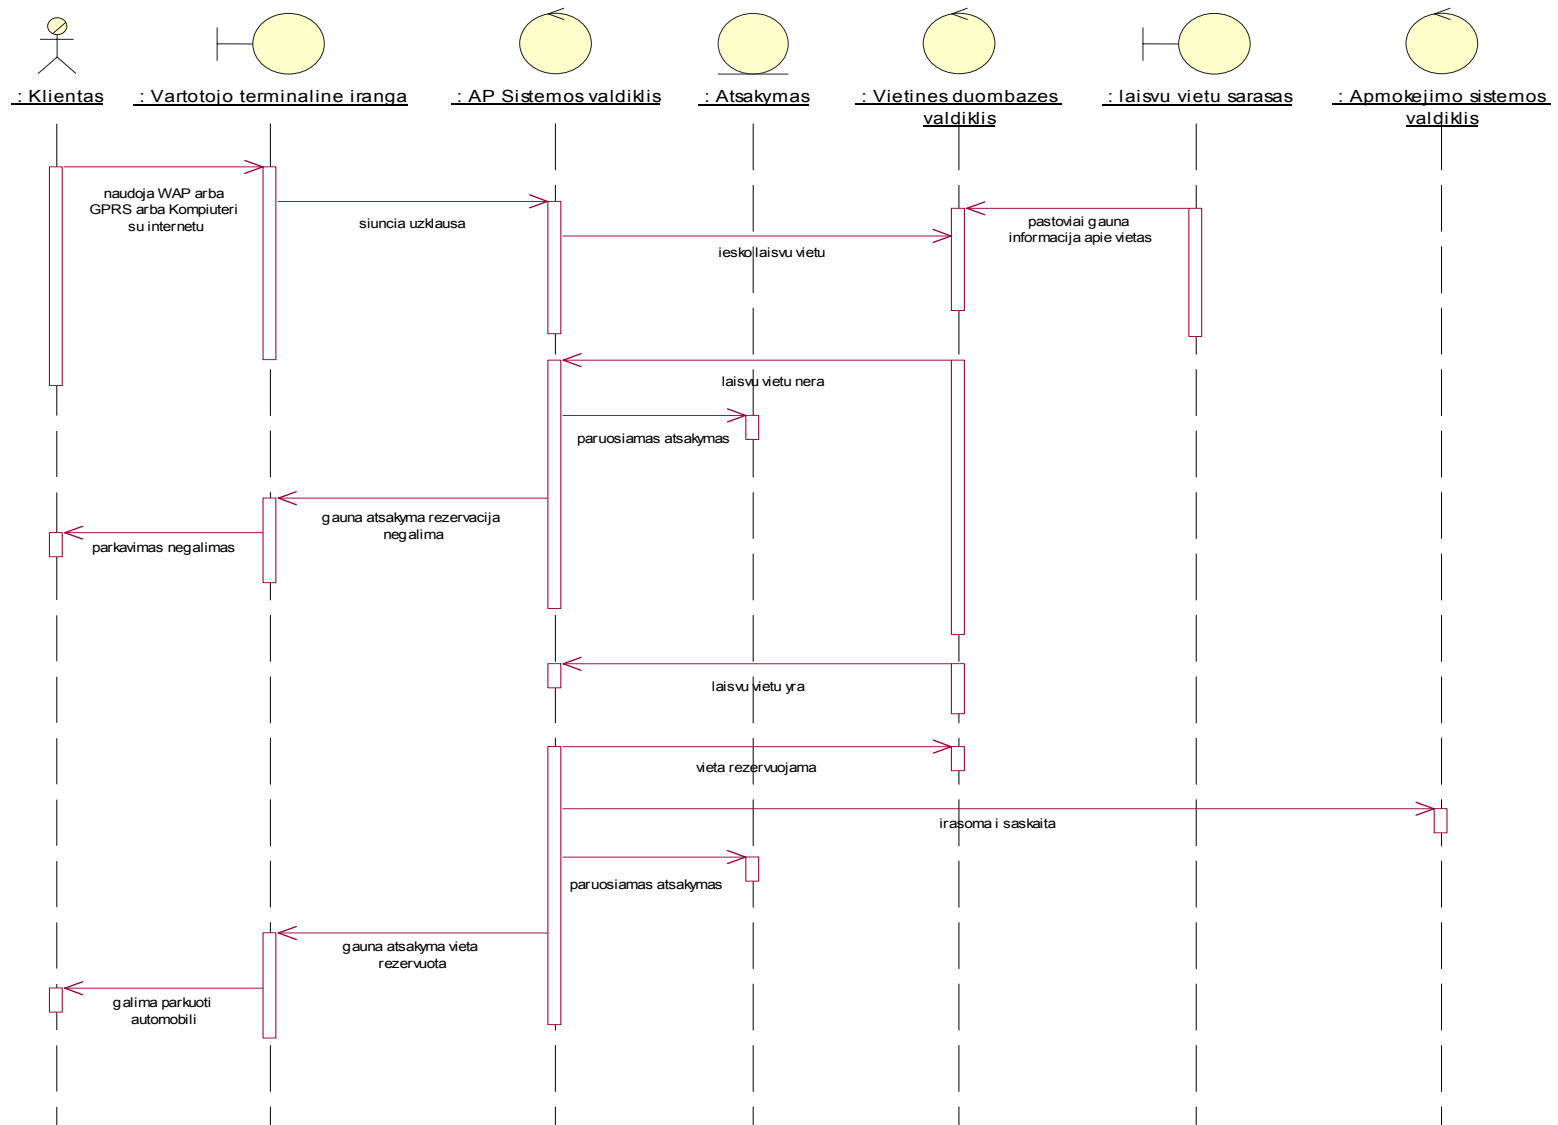 : Klientas
: Vartotojo terminaline iranga
: AP Sistemos valdiklis
: Atsakymas
: Vietines duombazes
valdiklis
: laisvu vietu sarasas
: Apmokejimo sistemos
valdiklis
naudoja WAP arba
GPRS arba Kompiuteri
su internetu
siuncia uzklausa
pastoviai gauna
informacija apie vietas
iesko laisvu vietu
laisvu vietu nera
paruosiamas atsakymas
gauna atsakyma rezervacija
negalima
parkavimas negalimas
laisvu vietu yra
vieta rezervuojama
irasoma i saskaita
paruosiamas atsakymas
gauna atsakyma vieta
rezervuota
galima parkuoti
automobili